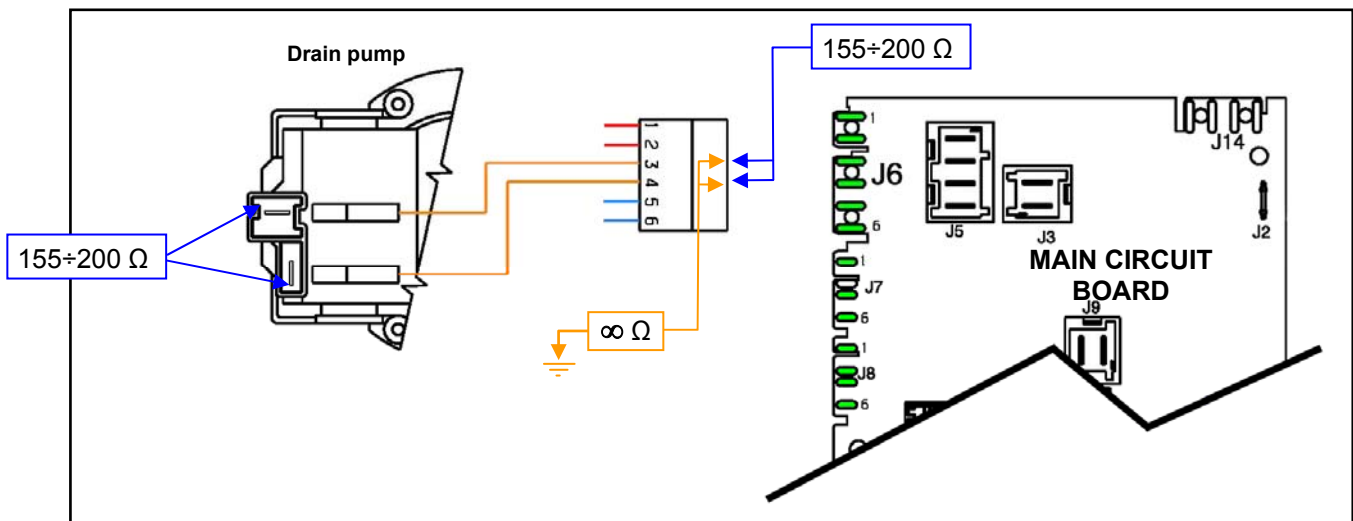 Drain pump
155÷200 Ω
155÷200 Ω
∞ Ω
1
2
3
4
5
6
1
J6
6
1
J7
6
1
J8
6
J5
J3
J14
J2
MAIN CIRCUIT
BOARD
J9